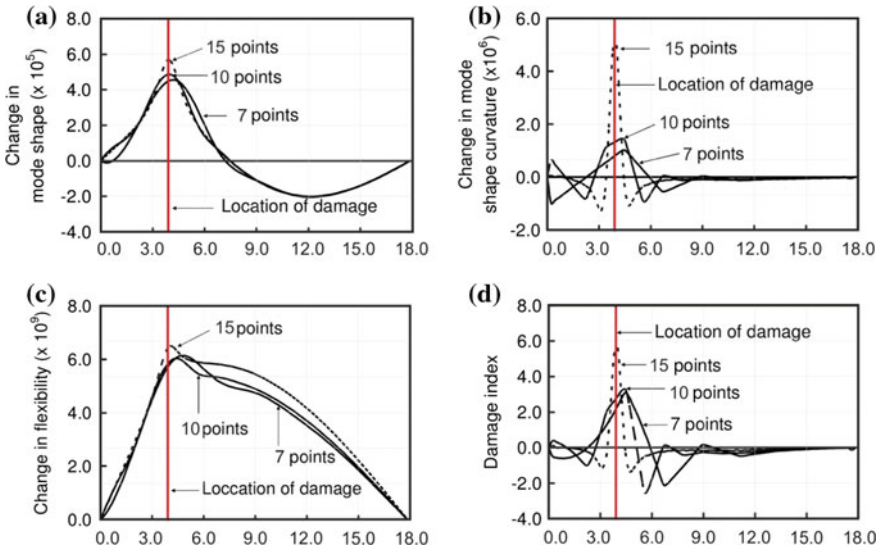 (a)
8.0
6.0
4.0
2.0
0.0
-2.0
-4.0
Change in
mode shape (x 10⁵)
15 points
10 points
7 points
Location of damage
0.0 3.0 6.0 9.0 12.0 15.0 18.0
(b)
6.0
4.0
2.0
0.0
-2.0
Change in mode
shape curvature (x10⁶)
15 points
Location of damage
10 points
7 points
0.0 3.0 6.0 9.0 12.0 15.0 18.0
(c)
8.0
6.0
4.0
2.0
0.0
Change in flexibility (x 10⁹)
15 points
10 points
7 points
Loccation of damage
0.0 3.0 6.0 9.0 12.0 15.0 18.0
(d)
8.0
6.0
4.0
2.0
0.0
-2.0
-4.0
Damage index
Location of damage
15 points
10 points
7 points
0.0 3.0 6.0 9.0 12.0 15.0 18.0